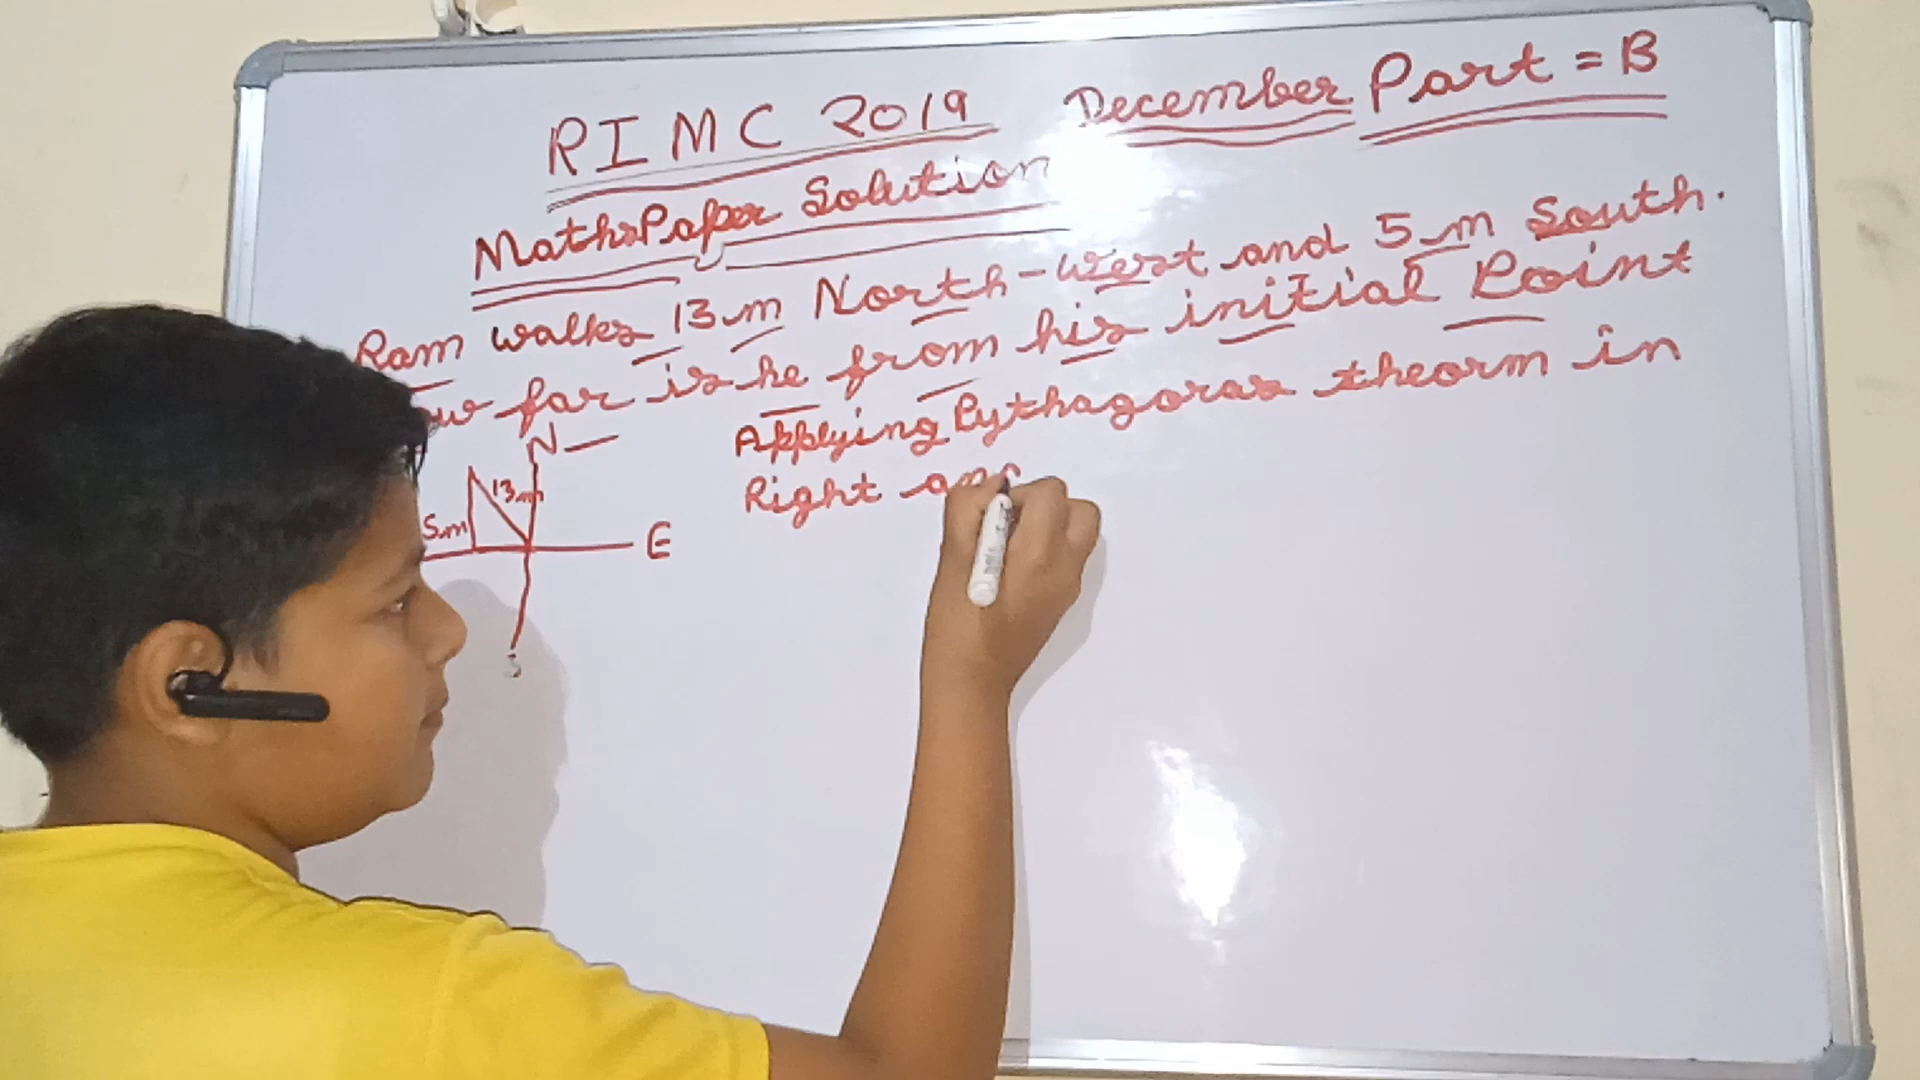 RIMC 2019 December Part = B
Maths Paper Solution
Ram walks 13 m North-west and 5 m South.
far is he from his initial Point
Applying Pythagoras theorm in
Right an
N
13m
5m
E
S